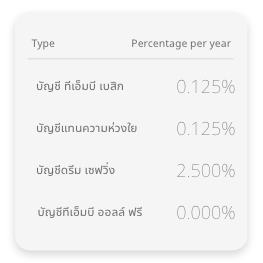 Type Percentage per year
บัญชี ทีเอ็มบี เบสิก 0.125%
บัญชีแทนความห่วงใย 0.125%
บัญชีดรีม เซฟวิ่ง 2.500%
บัญชีทีเอ็มบี ออลล์ ฟรี 0.000%